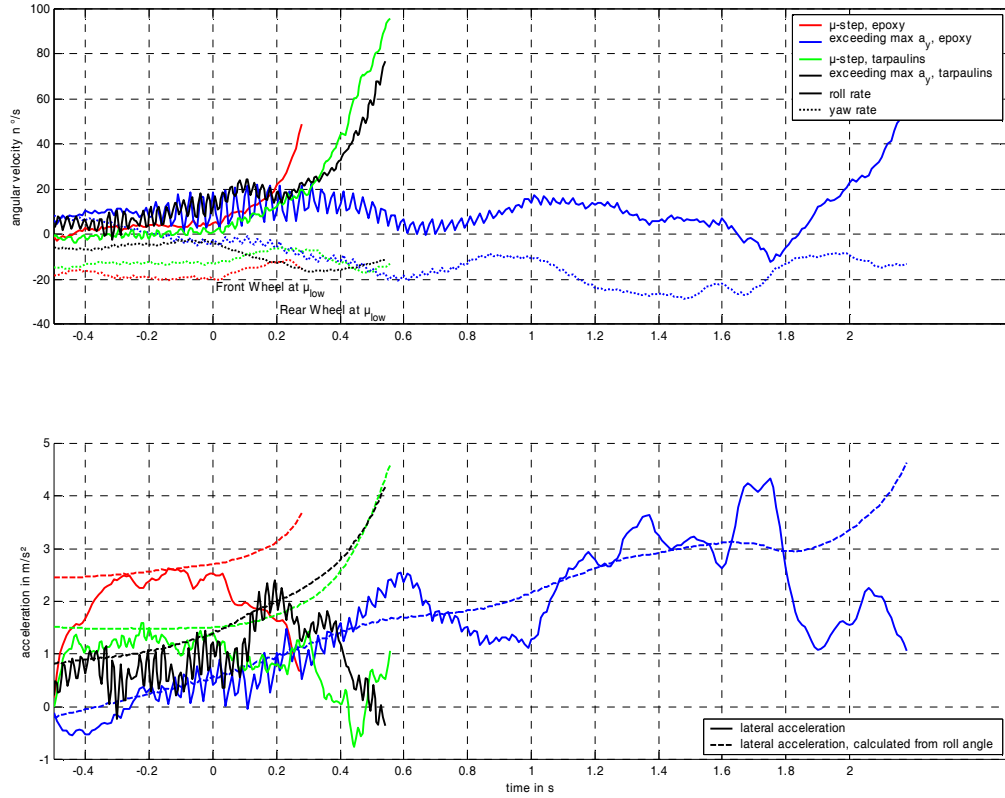 100
80
60
40
20
0
-20
-40
angular velocity n °/s
µ-step, epoxy
exceeding max a_y, epoxy
µ-step, tarpaulins
exceeding max a_y, tarpaulins
roll rate
yaw rate
Front Wheel at µ_low
Rear Wheel at µ_low
-0.4 -0.2 0 0.2 0.4 0.6 0.8 1 1.2 1.4 1.6 1.8 2
5
4
3
2
1
0
-1
acceleration in m/s²
lateral acceleration
lateral acceleration, calculated from roll angle
-0.4 -0.2 0 0.2 0.4 0.6 0.8 1 1.2 1.4 1.6 1.8 2
time in s